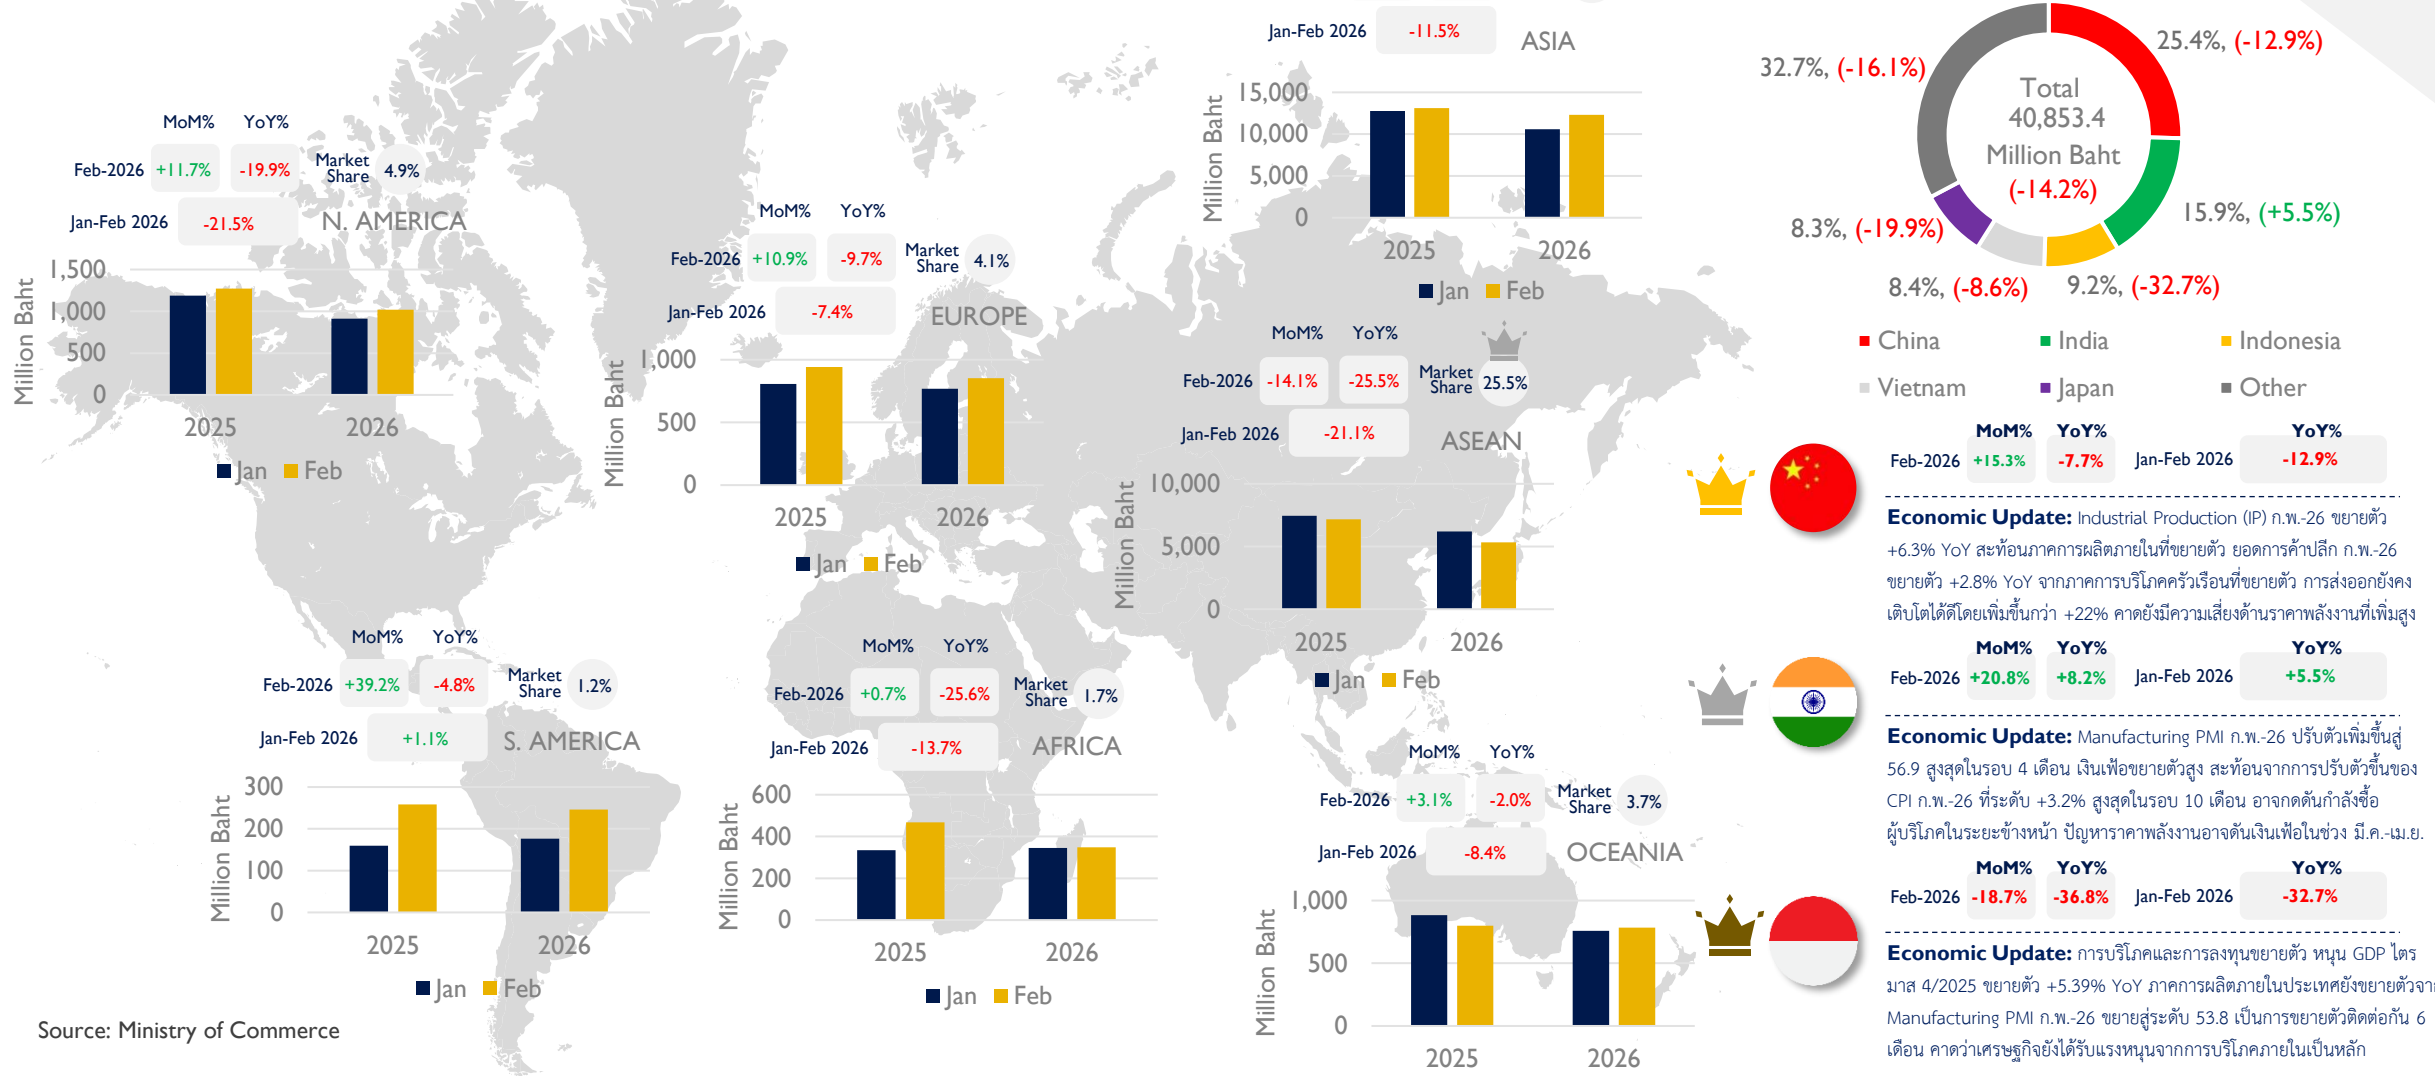 MoM% YoY%
Feb-2026 +11.7% -19.9% Market Share 4.9%
Jan-Feb 2026 -21.5% N. AMERICA
Million Baht
1,500
1,000
500
0
2025 2026
Jan Feb
MoM% YoY%
Feb-2026 +10.9% -9.7% Market Share 4.1%
Jan-Feb 2026 -7.4% EUROPE
Million Baht
1,000
500
0
2025 2026
Jan Feb
Jan-Feb 2026 -11.5% ASIA
Million Baht
15,000
10,000
5,000
0
2025 2026
Jan Feb
MoM% YoY%
Feb-2026 -14.1% -25.5% Market Share 25.5%
Jan-Feb 2026 -21.1% ASEAN
Million Baht
10,000
5,000
0
2025 2026
Jan Feb
MoM% YoY%
Feb-2026 +39.2% -4.8% Market Share 1.2%
Jan-Feb 2026 +1.1% S. AMERICA
Million Baht
300
200
100
0
2025 2026
Jan Feb
MoM% YoY%
Feb-2026 +0.7% -25.6% Market Share 1.7%
Jan-Feb 2026 -13.7% AFRICA
Million Baht
600
400
200
0
2025 2026
Jan Feb
MoM% YoY%
Feb-2026 +3.1% -2.0% Market Share 3.7%
Jan-Feb 2026 -8.4% OCEANIA
Million Baht
1,000
500
0
2025 2026
Source: Ministry of Commerce
32.7%, (-16.1%)
25.4%, (-12.9%)
Total
40,853.4
Million Baht
(-14.2%)
8.3%, (-19.9%)
15.9%, (+5.5%)
8.4%, (-8.6%)
9.2%, (-32.7%)
China India Indonesia
Vietnam Japan Other
MoM% YoY% YoY%
Feb-2026 +15.3% -7.7% Jan-Feb 2026 -12.9%
Economic Update: Industrial Production (IP) ก.พ.-26 ขยายตัว
+6.3% YoY สะท้อนภาคการผลิตภายในที่ขยายตัว ยอดการค้าปลีก ก.พ.-26
ขยายตัว +2.8% YoY จากภาคการบริโภคครัวเรือนที่ขยายตัว การส่งออกยังคง
เติบโตได้ดีโดยเพิ่มขึ้นกว่า +22% คาดยังมีความเสี่ยงด้านราคาพลังงานที่เพิ่มสูง
MoM% YoY% YoY%
Feb-2026 +20.8% +8.2% Jan-Feb 2026 +5.5%
Economic Update: Manufacturing PMI ก.พ.-26 ปรับตัวเพิ่มขึ้นสู่
56.9 สูงสุดในรอบ 4 เดือน เงินเฟ้อขยายตัวสูง สะท้อนจากการปรับตัวขึ้นของ
CPI ก.พ.-26 ที่ระดับ +3.2% สูงสุดในรอบ 10 เดือน อาจกดดันกำลังซื้อ
ผู้บริโภคในระยะข้างหน้า ปัญหาราคาพลังงานอาจดันเงินเฟ้อในช่วง มี.ค.-เม.ย.
MoM% YoY% YoY%
Feb-2026 -18.7% -36.8% Jan-Feb 2026 -32.7%
Economic Update: การบริโภคและการลงทุนขยายตัว หนุน GDP ไตร
มาส 4/2025 ขยายตัว +5.39% YoY ภาคการผลิตภายในประเทศยังขยายตัวจา
Manufacturing PMI ก.พ.-26 ขยายสู่ระดับ 53.8 เป็นการขยายตัวติดต่อกัน 6
เดือน คาดว่าเศรษฐกิจยังได้รับแรงหนุนจากการบริโภคภายในเป็นหลัก